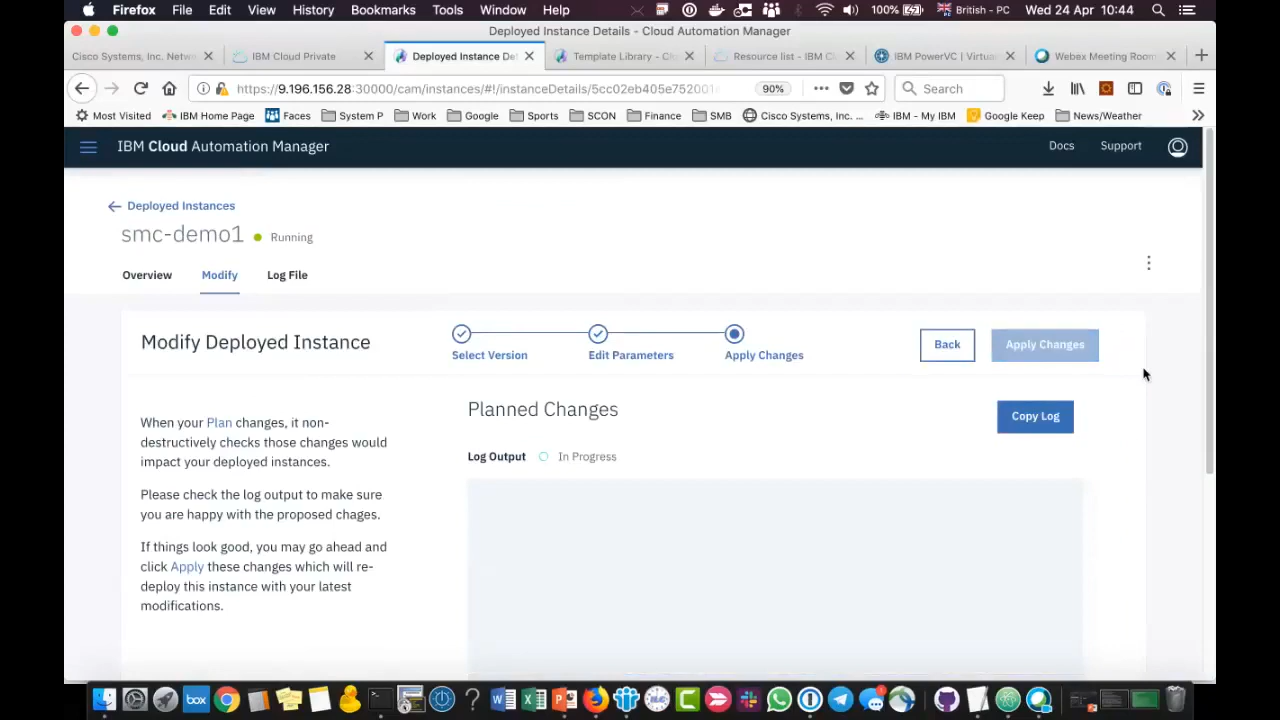 Firefox File Edit View History Bookmarks Tools Window Help 100% British - PC Wed 24 Apr 10:44
Deployed Instance Details - Cloud Automation Manager
Cisco Systems, Inc. Netw IBM Cloud Private Deployed Instance De Template Library - Clo Resource list - IBM Cl IBM PowerVC | Virtual Webex Meeting Room
https://9.196.156.28:30000/cam/instances/#!/instanceDetails/5cc02eb405e752001 90% Search
Most Visited IBM Home Page Faces System P Work Google Sports SCON Finance SMB Cisco Systems, Inc. ... IBM - My IBM Google Keep News/Weather
IBM Cloud Automation Manager Docs Support
Deployed Instances
smc-demo1 Running
Overview Modify Log File
Modify Deployed Instance
Select Version Edit Parameters Apply Changes
Back Apply Changes
When your Plan changes, it non-
destructively checks those changes would
impact your deployed instances.
Please check the log output to make sure
you are happy with the proposed chages.
If things look good, you may go ahead and
click Apply these changes which will re-
deploy this instance with your latest
modifications.
Planned Changes
Copy Log
Log Output In Progress
box